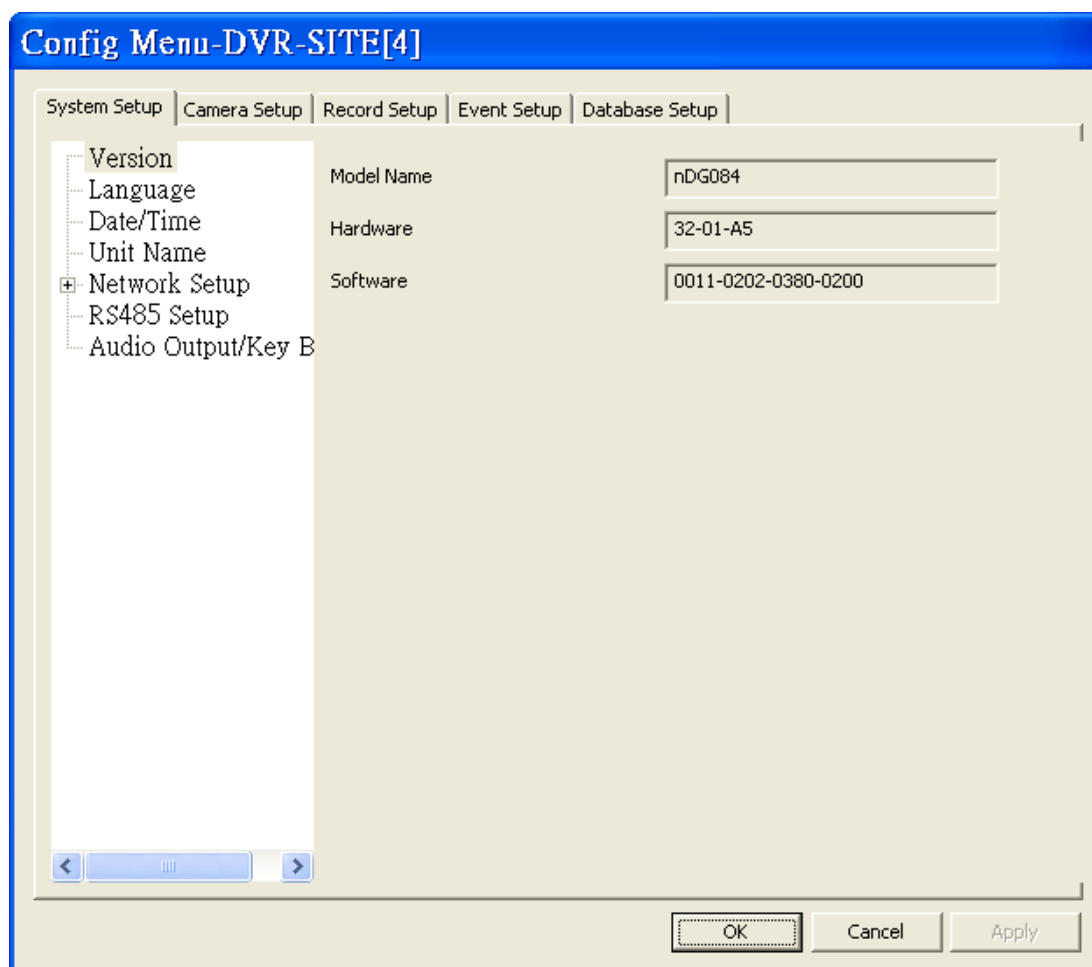 Config Menu-DVR-SITE[4]
System Setup Camera Setup Record Setup Event Setup Database Setup
Version
Language
Date/Time
Unit Name
Network Setup
RS485 Setup
Audio Output/Key B
Model Name nDG084
Hardware 32-01-A5
Software 0011-0202-0380-0200
OK Cancel Apply